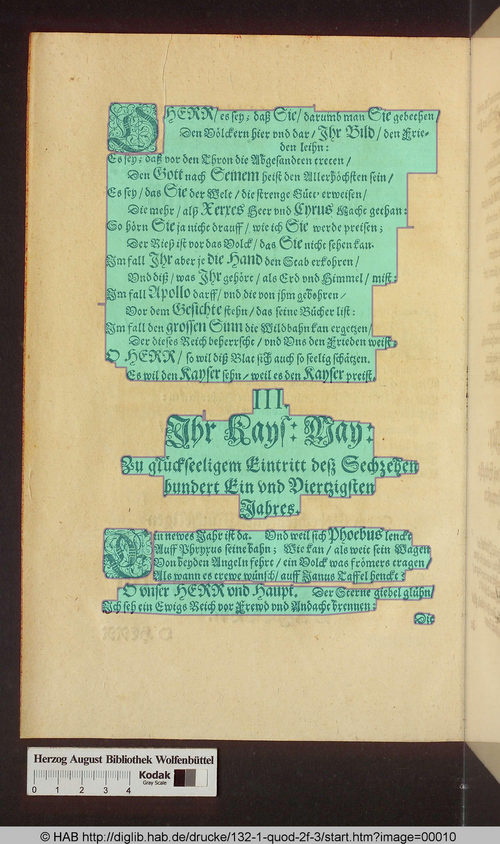 O HERR/ es sey; daß Sie/ darumb man Sie gebethen/
Den Völckern hier vnd dar/ Ihr Bild/ den Frie-
den leihn:
Es sey; daß vor den Thron die Abgesandten treten/
Den Gott nach Seinem heist den Allerhöchsten sein/
Es sey/ das Sie der Welt/ die strenge Gütt' erweisen/
Die mehr/ alß Xerxes Heer vnd Cyrus Mache gethan:
So hörn Sie ja nicht drauff/ wie ich Sie werde preisen;
Der Rieß ist vor das Volck/ das Sie nicht sehen kan.
Im fall Ihr aber je die Hand den Stab erkohren/
Vnd diß/ was Ihr gehört/ als Erd vnd Himmel/ mist:
Im fall Apollo darff/ vnd die von jhm gebohren/
Vor dem Gesichte stehn/ das seine Bücher list:
Im fall den grossen Sinn die Wildbahn kan ergetzen/
Der dieses Reich beherrscht/ vnd Vns den Frieden weist.
O HERR/ so wil diß Blat sich auch so seelig schätzen.
Es wil den Kayser sehn/ weil es den Kayser preist.
III.
Ihr Kays: May:
Zu glückseeligem Eintritt deß Sechzehen
hundert Ein vnd Viertzigsten
Jahres.
Ein newes Jahr ist da. Vnd weil sich Phoebus lenckt
Auff Phryxus seine bahn; Wie kan/ als weit sein Wagen
Von beyden Angeln fehrt/ ein Volck was frömers tragen/
Als wann es trewe wünsch/ auff Janus Taffel henckt?
O vnser HERR vnd Haupt. Der Sterne giebel glühn/
Ich seh ein Ewigs Reich vor Frewd vnd Andacht brennen:
Die
Herzog August Bibliothek Wolfenbüttel
0 1 2 3 4
Kodak
Gray Scale
© HAB http://diglib.hab.de/drucke/132-1-quod-2f-3/start.htm?image=00010